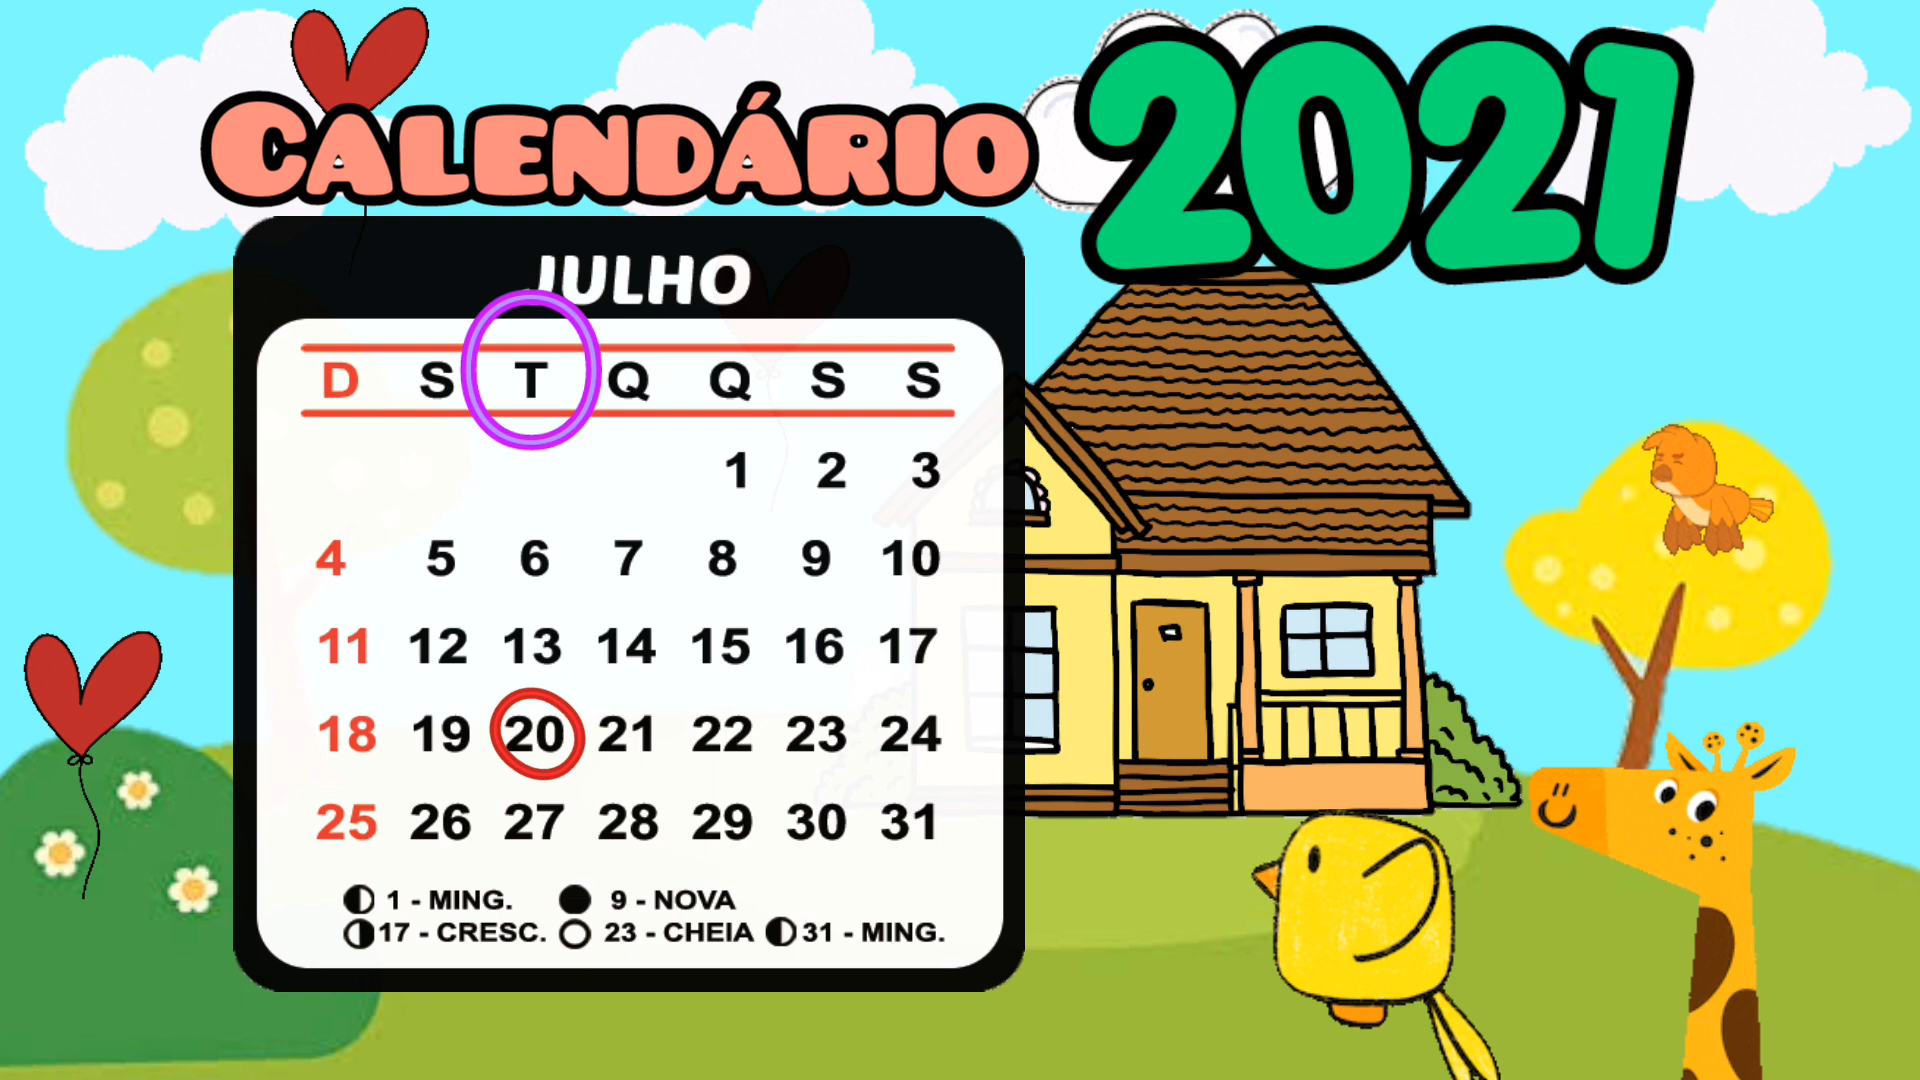 CALENDÁRIO 2021
JULHO
D S T Q Q S S
1 2 3
4 5 6 7 8 9 10
11 12 13 14 15 16 17
18 19 20 21 22 23 24
25 26 27 28 29 30 31
1 - MING. 9 - NOVA
17 - CRESC. 23 - CHEIA 31 - MING.